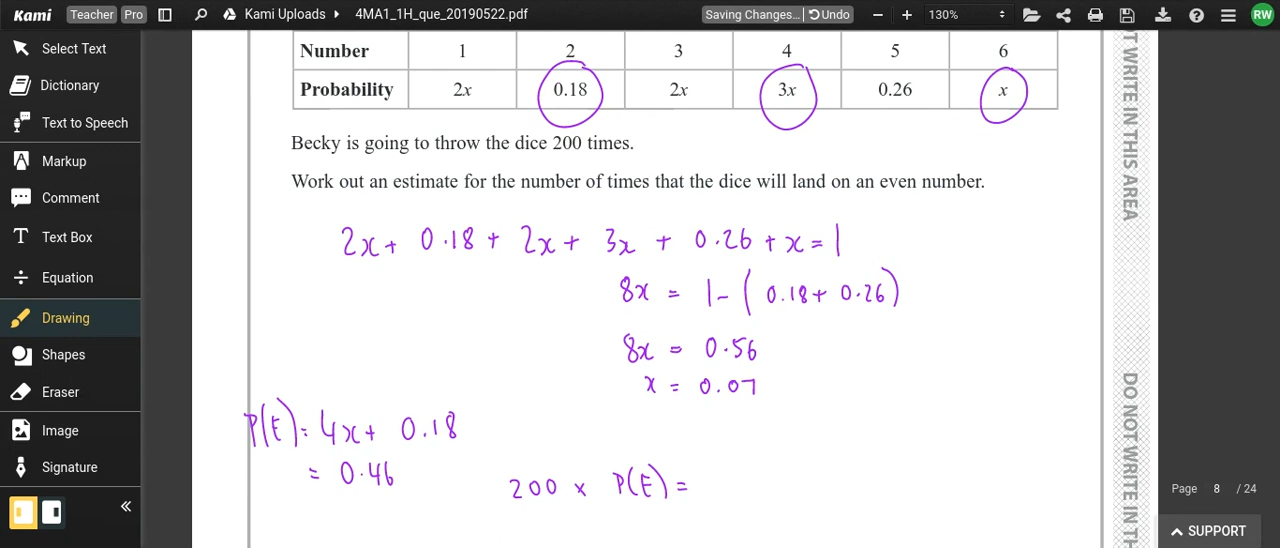 Kami Teacher Pro Kami Uploads > 4MA1_1H_que_20190522.pdf Saving Changes... Undo 130% RW
Select Text
Dictionary
Text to Speech
Markup
Comment
Text Box
Equation
Drawing
Shapes
Eraser
Image
Signature
Number 1 2 3 4 5 6
Probability 2x 0.18 2x 3x 0.26 x
Becky is going to throw the dice 200 times.
Work out an estimate for the number of times that the dice will land on an even number.
2x + 0.18 + 2x + 3x + 0.26 + x = 1
8x = 1 - ( 0.18 + 0.26 )
8x = 0.56
x = 0.07
P(E) = 4x + 0.18
= 0.46
200 x P(E) =
OT WRITE IN THIS AREA
DO NOT WRITE IN TH
Page 8 / 24
SUPPORT